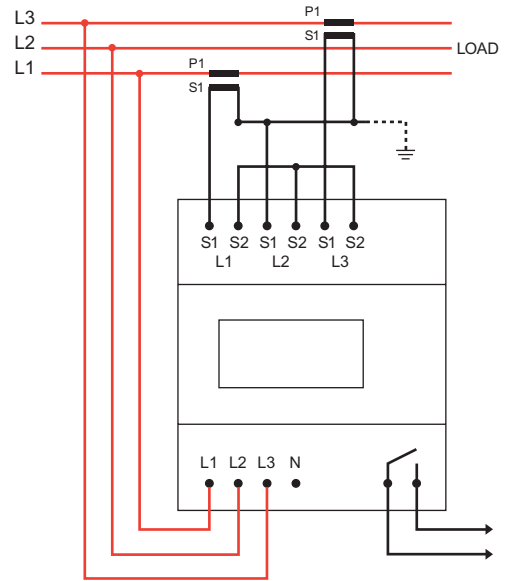 L3
P1
S1
L2
LOAD
L1
P1
S1
S1 S2 S1 S2 S1 S2
L1 L2 L3
L1 L2 L3 N